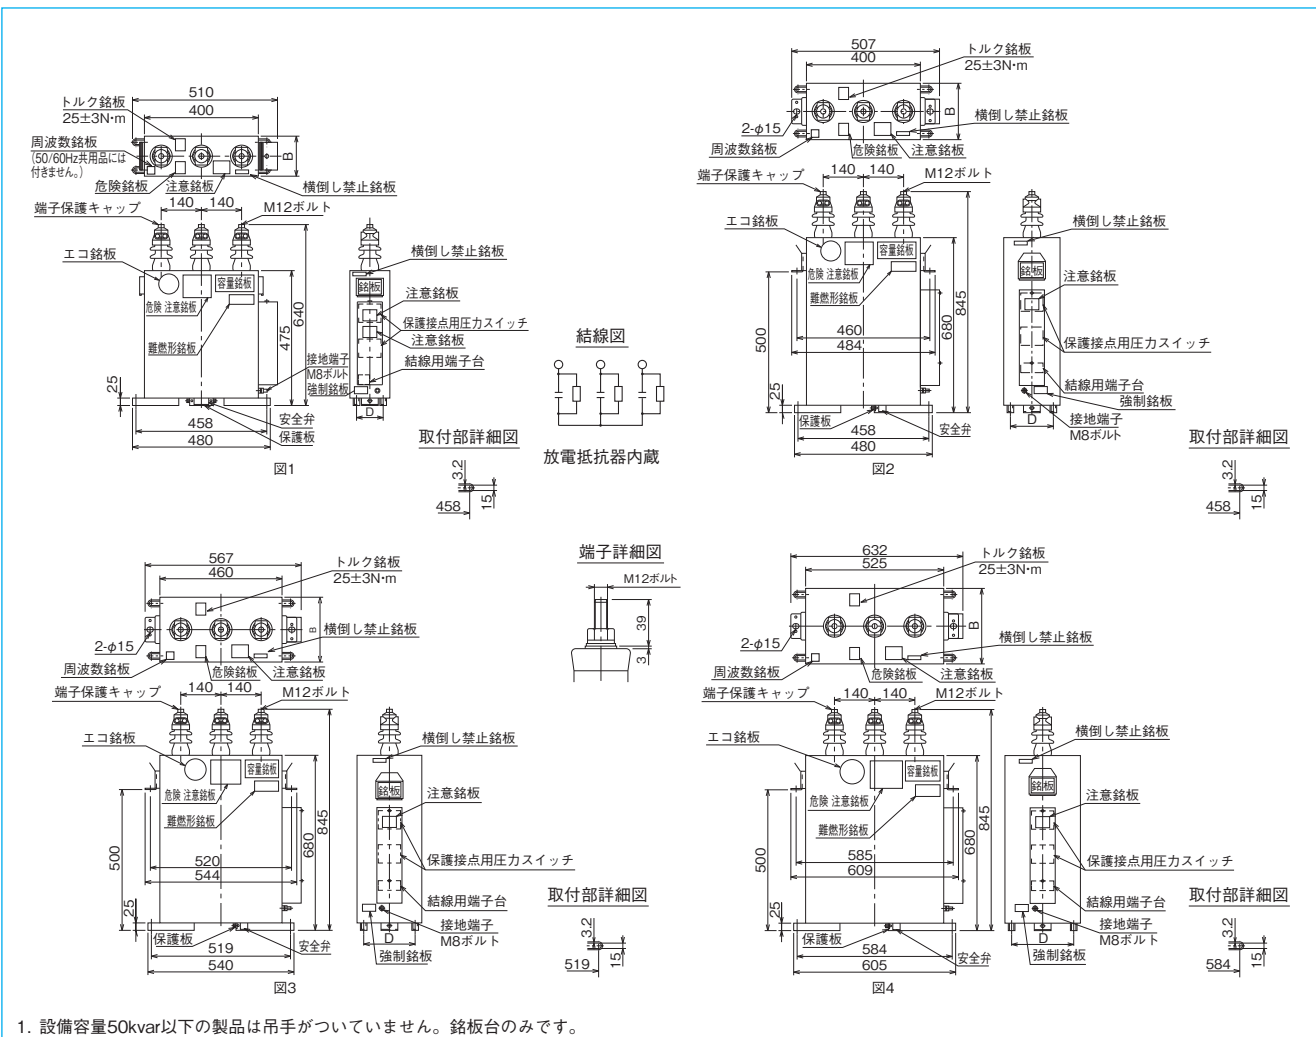 510
400
トルク銘板
25±3N・m
周波数銘板
(50/60Hz共用品には
付きません。)
B
危険銘板
注意銘板
横倒し禁止銘板
端子保護キャップ
140
140
M12ボルト
エコ銘板
容量銘板
危険 注意銘板
難燃形銘板
475
640
25
接地端子
M8ボルト
強制銘板
安全弁
保護板
458
480
図1
横倒し禁止銘板
銘板
注意銘板
保護接点用圧力スイッチ
注意銘板
結線用端子台
D
取付部詳細図
3.2
15
458
結線図
放電抵抗器内蔵
507
400
トルク銘板
25±3N・m
B
横倒し禁止銘板
2-φ15
周波数銘板
危険銘板
注意銘板
端子保護キャップ
140
140
M12ボルト
エコ銘板
容量銘板
危険 注意銘板
難燃形銘板
460
484
500
680
845
25
保護板
安全弁
458
480
図2
横倒し禁止銘板
銘板
注意銘板
保護接点用圧力スイッチ
結線用端子台
強制銘板
D
接地端子
M8ボルト
取付部詳細図
3.2
15
458
567
460
トルク銘板
25±3N・m
B
横倒し禁止銘板
2-φ15
周波数銘板
危険銘板
注意銘板
端子保護キャップ
140
140
M12ボルト
エコ銘板
容量銘板
危険 注意銘板
難燃形銘板
520
544
500
680
845
25
保護板
安全弁
519
540
図3
横倒し禁止銘板
銘板
注意銘板
保護接点用圧力スイッチ
結線用端子台
接地端子
M8ボルト
D
強制銘板
取付部詳細図
3.2
15
519
端子詳細図
M12ボルト
39
3
632
525
トルク銘板
25±3N・m
B
横倒し禁止銘板
2-φ15
周波数銘板
危険銘板
注意銘板
端子保護キャップ
140
140
M12ボルト
エコ銘板
容量銘板
危険 注意銘板
難燃形銘板
585
609
500
680
845
25
保護板
安全弁
584
605
図4
横倒し禁止銘板
銘板
注意銘板
保護接点用圧力スイッチ
結線用端子台
接地端子
M8ボルト
D
強制銘板
取付部詳細図
3.2
15
584
1. 設備容量50kvar以下の製品は吊手がついていません。銘板台のみです。